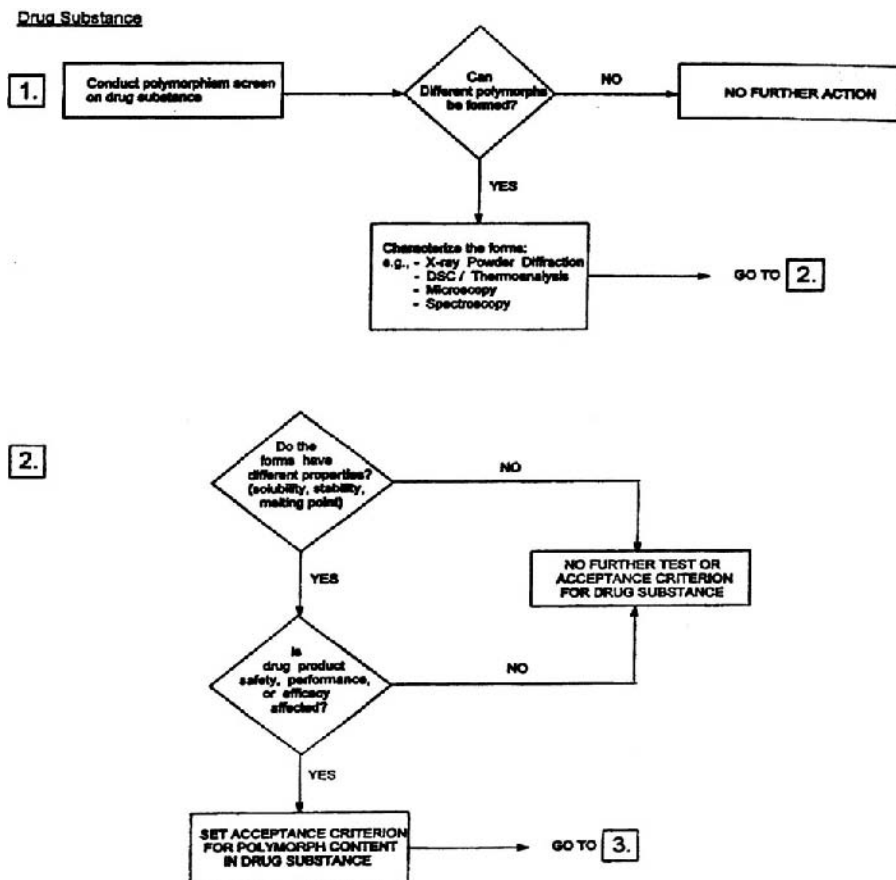 Drug Substance
1.
Conduct polymorphism screen
on drug substance
Can
Different polymorphs
be formed?
NO
NO FURTHER ACTION
YES
Characterize the forms:
e.g., - X-ray Powder Diffraction
- DSC / Thermoanalysis
- Microscopy
- Spectroscopy
GO TO 2.
2.
Do the
forms have
different properties?
(solubility, stability,
melting point)
NO
NO FURTHER TEST OR
ACCEPTANCE CRITERION
FOR DRUG SUBSTANCE
YES
Is
drug product
safety, performance,
or efficacy
affected?
NO
YES
SET ACCEPTANCE CRITERION
FOR POLYMORPH CONTENT
IN DRUG SUBSTANCE
GO TO 3.